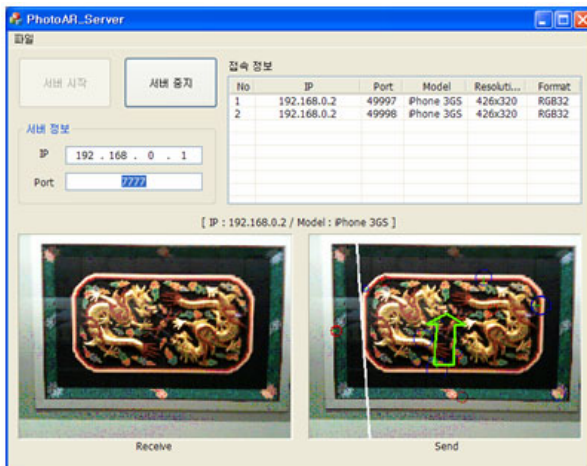 PhotoAR_Server
파일
서버 시작
서버 중지
접속 정보
No IP Port Model Resoluti... Format
1 192.168.0.2 49997 iPhone 3GS 426x320 RGB32
2 192.168.0.2 49998 iPhone 3GS 426x320 RGB32
서버 정보
IP 192 . 168 . 0 . 1
Port 7777
[ IP : 192.168.0.2 / Model : iPhone 3GS ]
Receive
Send